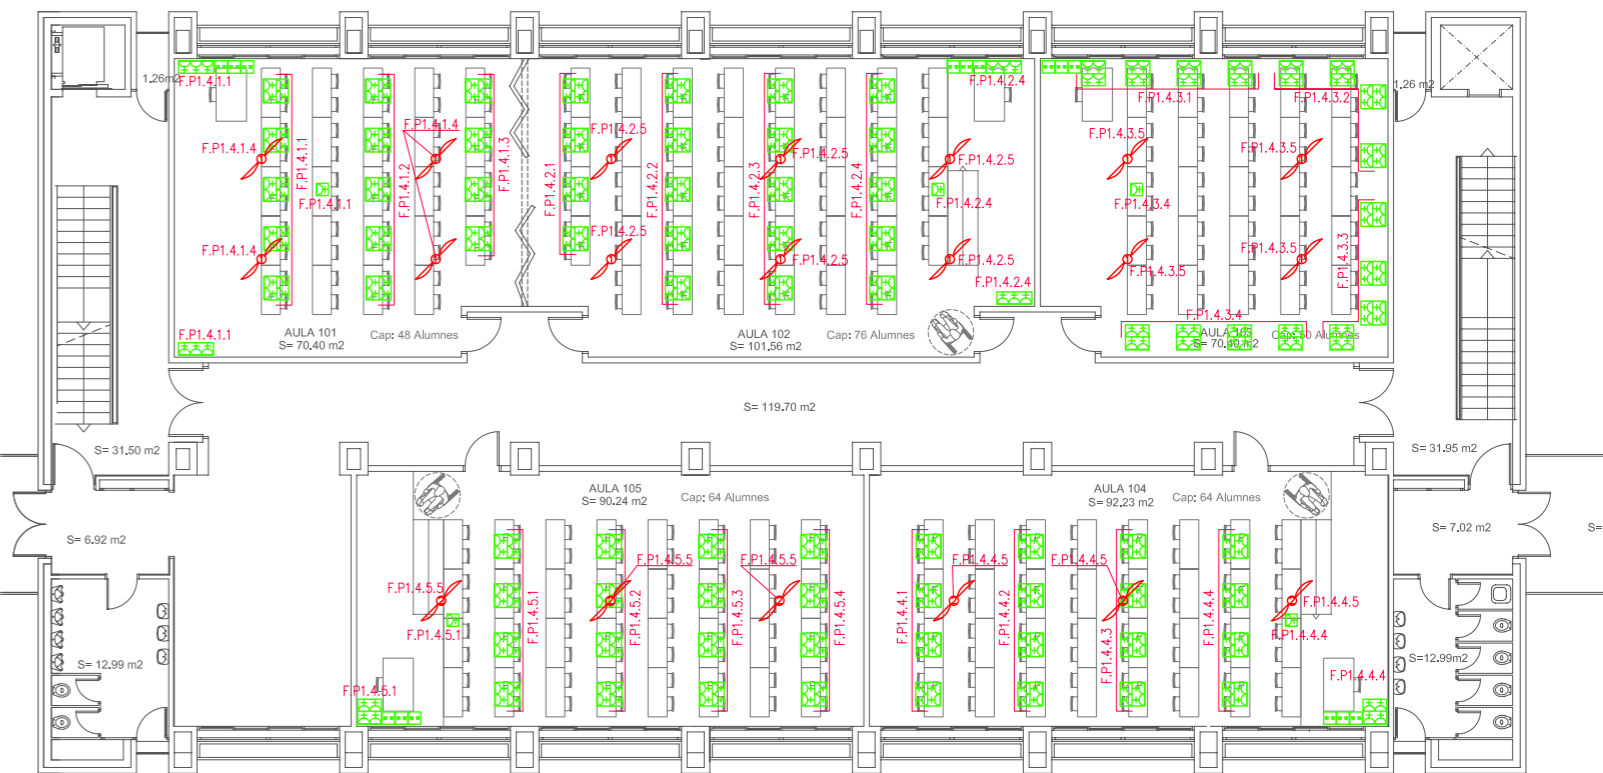 F.P1.4.1.1
1.26m2
F.P1.4.2.4
F.P1.4.3.1
F.P1.4.3.2
1.26 m2
F.P1.4.1.4
F.P1.4.1.4
F.P1.4.1.1
F.P1.4.1.2
F.P1.4.1.3
F.P1.4.1.1
F.P1.4.1.4
F.P1.4.2.5
F.P1.4.2.5
F.P1.4.2.5
F.P1.4.2.1
F.P1.4.2.2
F.P1.4.2.3
F.P1.4.2.4
F.P1.4.2.4
F.P1.4.2.5
F.P1.4.2.5
F.P1.4.2.5
F.P1.4.2.4
F.P1.4.3.5
F.P1.4.3.5
F.P1.4.3.4
F.P1.4.3.5
F.P1.4.3.5
F.P1.4.3.3
F.P1.4.3.4
F.P1.4.1.1
AULA 101
S= 70.40 m2
Cap: 48 Alumnes
AULA 102
S= 101.56 m2
Cap: 76 Alumnes
AULA 103
S= 70.40 m2
Cap: 50 Alumnes
S= 119.70 m2
S= 31.50 m2
S= 31.95 m2
AULA 105
S= 90.24 m2
Cap: 64 Alumnes
AULA 104
S= 92.23 m2
Cap: 64 Alumnes
S= 6.92 m2
S= 7.02 m2
S=
F.P1.4.5.5
F.P1.4.5.5
F.P1.4.5.5
F.P1.4.5.1
F.P1.4.5.1
F.P1.4.5.2
F.P1.4.5.3
F.P1.4.5.4
F.P1.4.5.1
F.P1.4.4.5
F.P1.4.4.5
F.P1.4.4.5
F.P1.4.4.1
F.P1.4.4.2
F.P1.4.4.3
F.P1.4.4.4
F.P1.4.4.4
F.P1.4.4.4
S= 12.99 m2
S=12.99m2